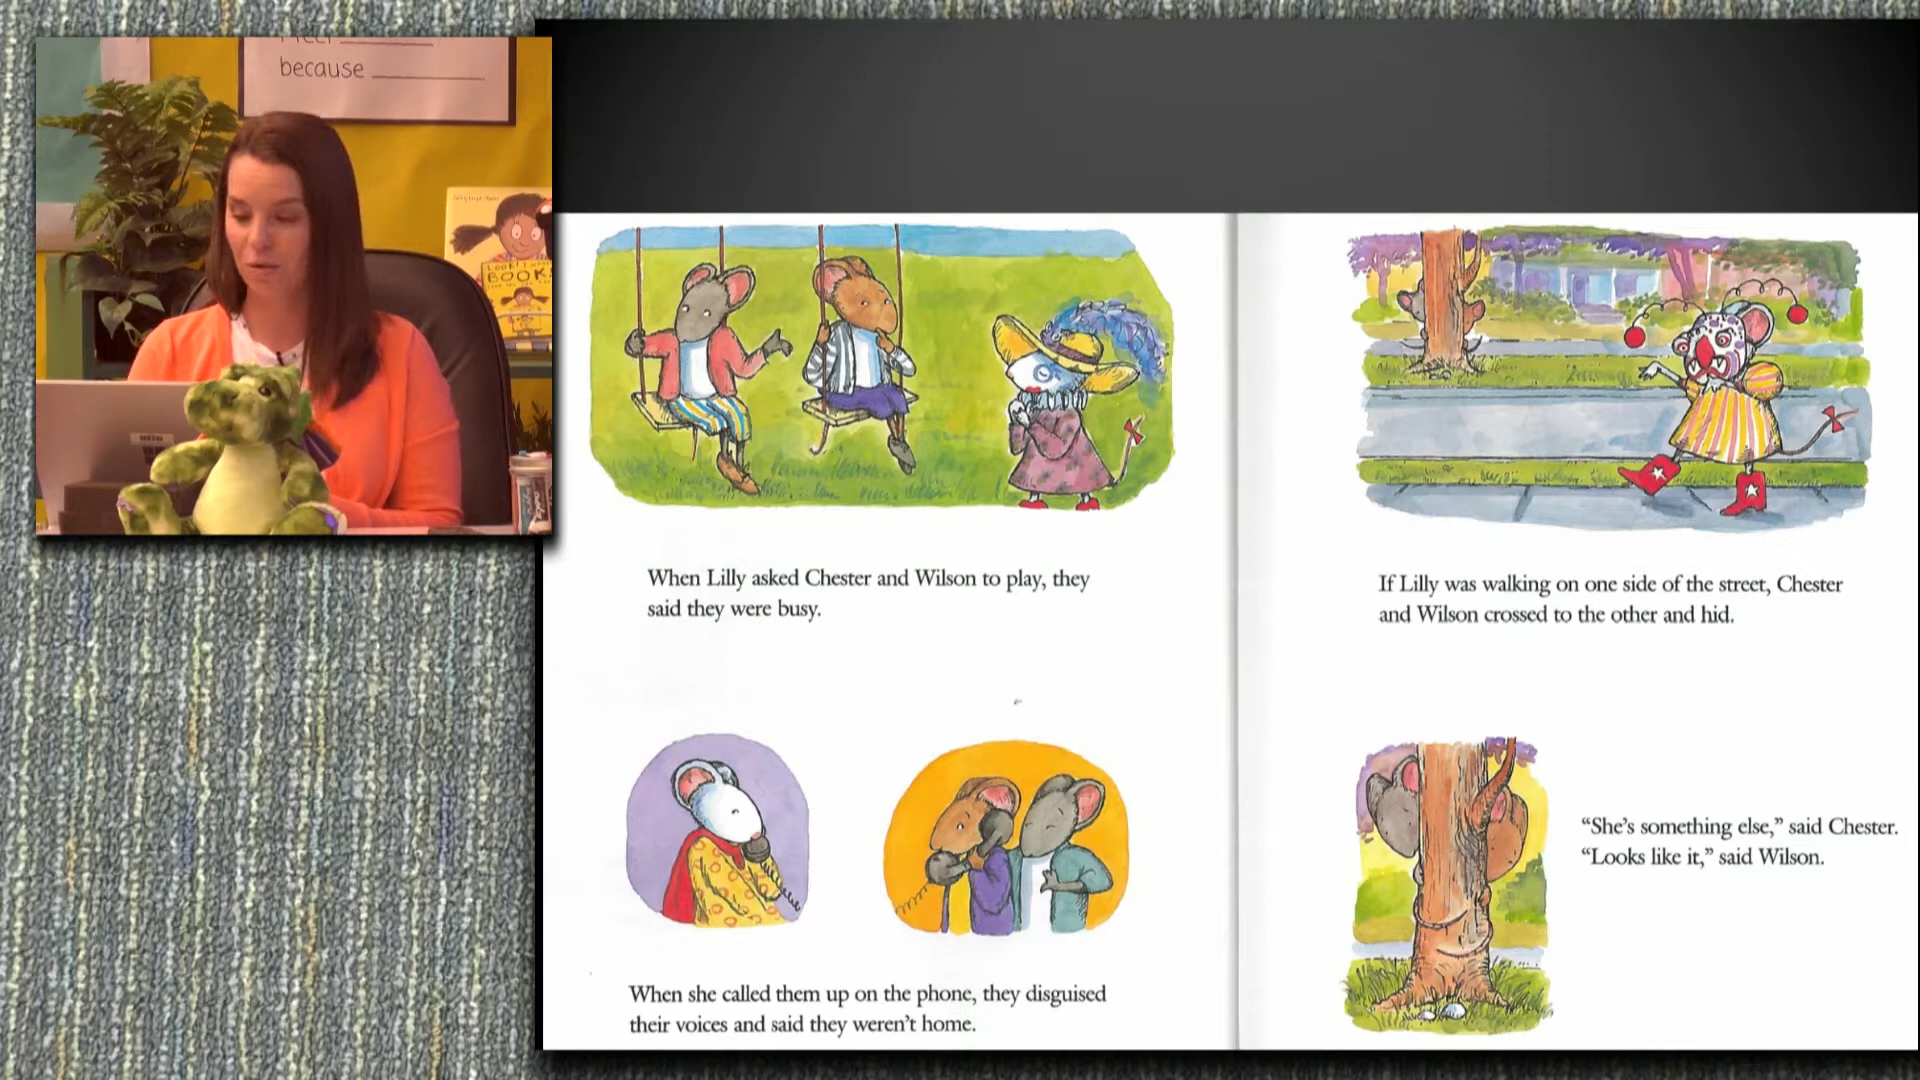 because
LOOK! I
BOOK
When Lilly asked Chester and Wilson to play, they
said they were busy.
When she called them up on the phone, they disguised
their voices and said they weren't home.
If Lilly was walking on one side of the street, Chester
and Wilson crossed to the other and hid.
“She's something else,” said Chester.
“Looks like it,” said Wilson.